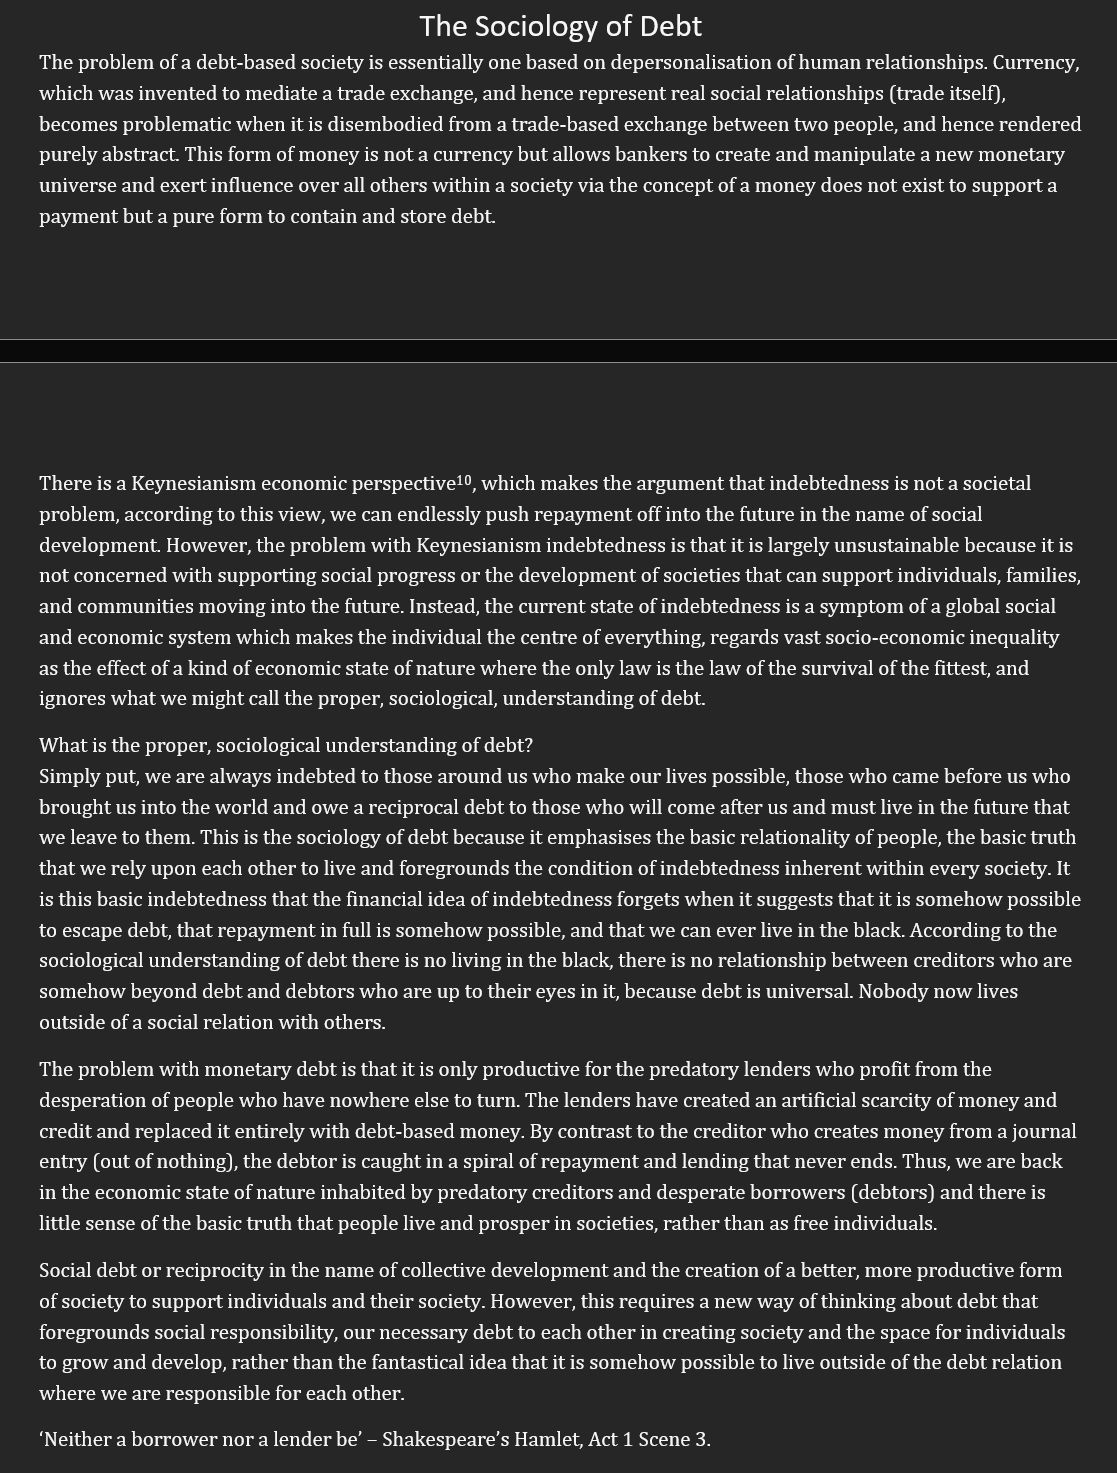 The Sociology of Debt
The problem of a debt-based society is essentially one based on depersonalisation of human relationships. Currency,
which was invented to mediate a trade exchange, and hence represent real social relationships (trade itself),
becomes problematic when it is disembodied from a trade-based exchange between two people, and hence rendered
purely abstract. This form of money is not a currency but allows bankers to create and manipulate a new monetary
universe and exert influence over all others within a society via the concept of a money does not exist to support a
payment but a pure form to contain and store debt.
There is a Keynesianism economic perspective¹⁰, which makes the argument that indebtedness is not a societal
problem, according to this view, we can endlessly push repayment off into the future in the name of social
development. However, the problem with Keynesianism indebtedness is that it is largely unsustainable because it is
not concerned with supporting social progress or the development of societies that can support individuals, families,
and communities moving into the future. Instead, the current state of indebtedness is a symptom of a global social
and economic system which makes the individual the centre of everything, regards vast socio-economic inequality
as the effect of a kind of economic state of nature where the only law is the law of the survival of the fittest, and
ignores what we might call the proper, sociological, understanding of debt.
What is the proper, sociological understanding of debt?
Simply put, we are always indebted to those around us who make our lives possible, those who came before us who
brought us into the world and owe a reciprocal debt to those who will come after us and must live in the future that
we leave to them. This is the sociology of debt because it emphasises the basic relationality of people, the basic truth
that we rely upon each other to live and foregrounds the condition of indebtedness inherent within every society. It
is this basic indebtedness that the financial idea of indebtedness forgets when it suggests that it is somehow possible
to escape debt, that repayment in full is somehow possible, and that we can ever live in the black. According to the
sociological understanding of debt there is no living in the black, there is no relationship between creditors who are
somehow beyond debt and debtors who are up to their eyes in it, because debt is universal. Nobody now lives
outside of a social relation with others.
The problem with monetary debt is that it is only productive for the predatory lenders who profit from the
desperation of people who have nowhere else to turn. The lenders have created an artificial scarcity of money and
credit and replaced it entirely with debt-based money. By contrast to the creditor who creates money from a journal
entry (out of nothing), the debtor is caught in a spiral of repayment and lending that never ends. Thus, we are back
in the economic state of nature inhabited by predatory creditors and desperate borrowers (debtors) and there is
little sense of the basic truth that people live and prosper in societies, rather than as free individuals.
Social debt or reciprocity in the name of collective development and the creation of a better, more productive form
of society to support individuals and their society. However, this requires a new way of thinking about debt that
foregrounds social responsibility, our necessary debt to each other in creating society and the space for individuals
to grow and develop, rather than the fantastical idea that it is somehow possible to live outside of the debt relation
where we are responsible for each other.
‘Neither a borrower nor a lender be’ – Shakespeare’s Hamlet, Act 1 Scene 3.